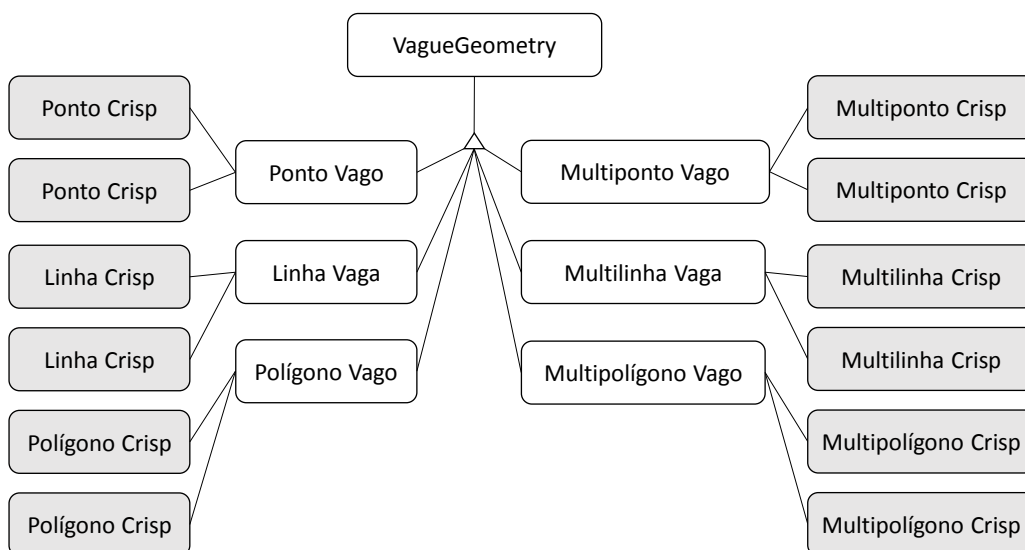 VagueGeometry
Ponto Crisp
Multiponto Crisp
Ponto Vago
Multiponto Vago
Ponto Crisp
Multiponto Crisp
Linha Crisp
Linha Vaga
Multilinha Vaga
Multilinha Crisp
Linha Crisp
Polígono Vago
Multipolígono Vago
Multilinha Crisp
Polígono Crisp
Multipolígono Crisp
Polígono Crisp
Multipolígono Crisp